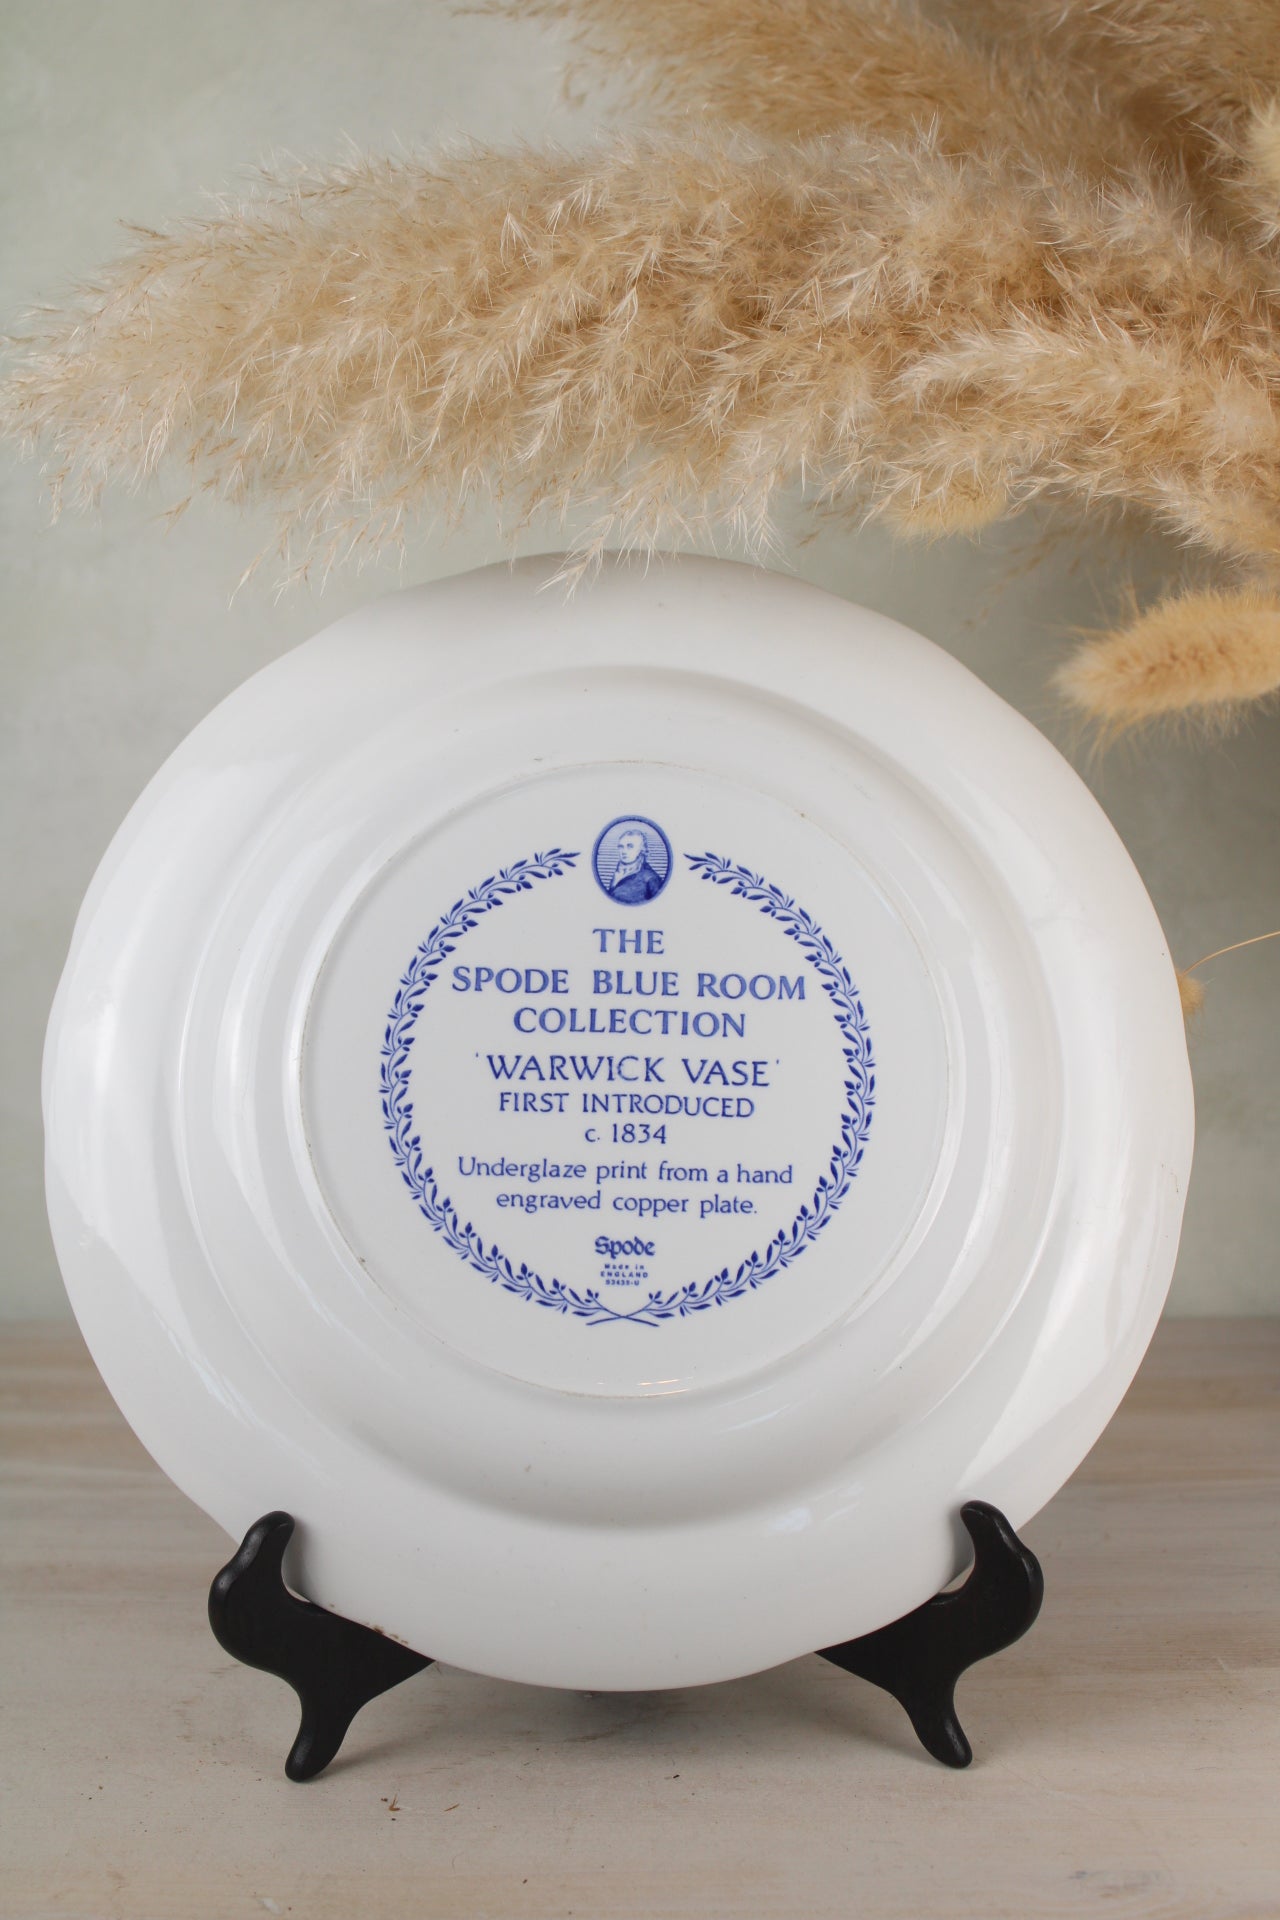 THE
SPODE BLUE ROOM
COLLECTION
'WARWICK VASE'
FIRST INTRODUCED
c. 1834
Underglaze print from a hand
engraved copper plate.
Spode
Made in
ENGLAND